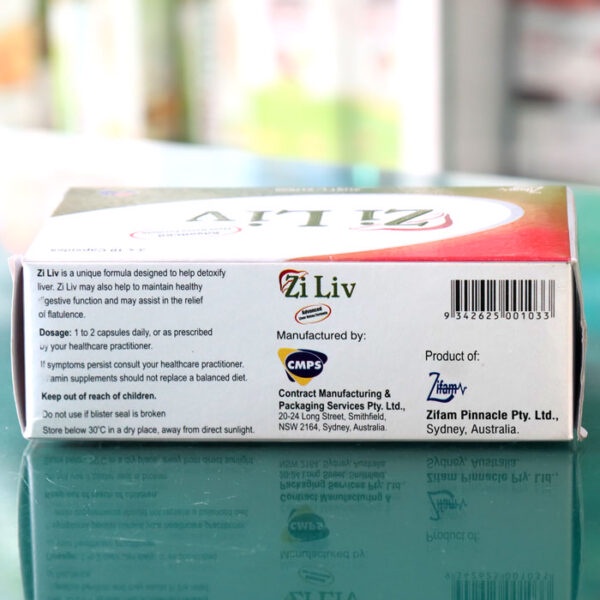 Zi Liv
3 x 10 Capsules
Zi Liv is a unique formula designed to help detoxify
liver. Zi Liv may also help to maintain healthy
igestive function and may assist in the relief
of flatulence.
Dosage: 1 to 2 capsules daily, or as prescribed
by your healthcare practitioner.
If symptoms persist consult your healthcare practitioner.
itamin supplements should not replace a balanced diet.
Keep out of reach of children.
Do not use if blister seal is broken
Store below 30°C in a dry place, away from direct sunlight.
Zi Liv
Advanced
Manufactured by:
CMPS
Contract Manufacturing &
Packaging Services Pty. Ltd.,
20-24 Long Street, Smithfield,
NSW 2164, Sydney, Australia.
9 342625 001033
Product of:
Zifam
Zifam Pinnacle Pty. Ltd.,
Sydney, Australia.